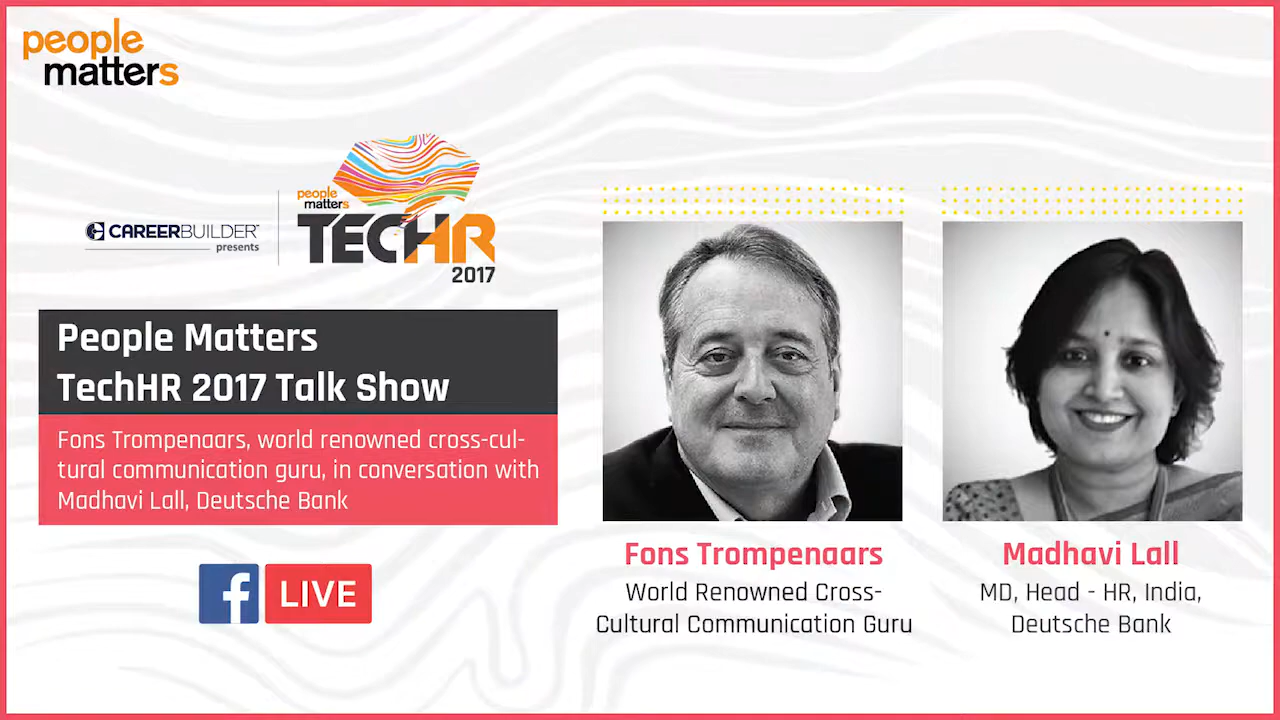 people
matters
CAREERBUILDER
presents
people
matters
TECHR
2017
People Matters
TechHR 2017 Talk Show
Fons Trompenaars, world renowned cross-cul-
tural communication guru, in conversation with
Madhavi Lall, Deutsche Bank
f LIVE
Fons Trompenaars
World Renowned Cross-
Cultural Communication Guru
Madhavi Lall
MD, Head - HR, India,
Deutsche Bank